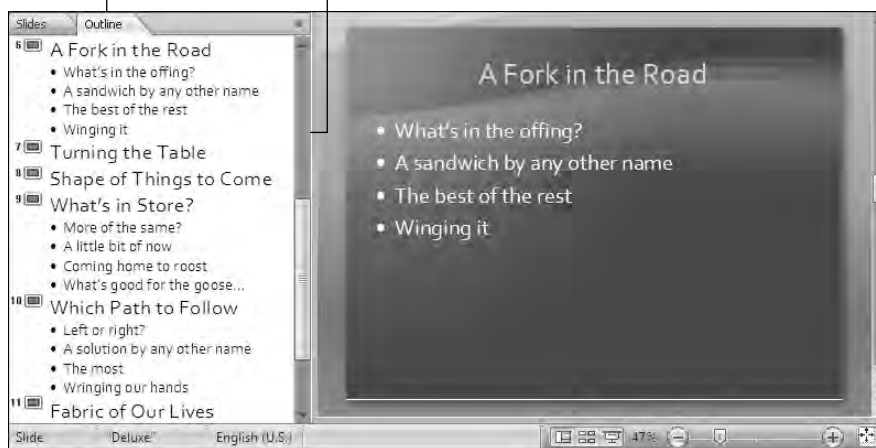 Slides Outline
6 A Fork in the Road
• What's in the offing?
• A sandwich by any other name
• The best of the rest
• Winging it
7 Turning the Table
8 Shape of Things to Come
9 What's in Store?
• More of the same?
• A little bit of now
• Coming home to roost
• What's good for the goose...
10 Which Path to Follow
• Left or right?
• A solution by any other name
• The most
• Wringing our hands
11 Fabric of Our Lives
A Fork in the Road
• What's in the offing?
• A sandwich by any other name
• The best of the rest
• Winging it
Slide Deluxe" English (U.S.) 47%